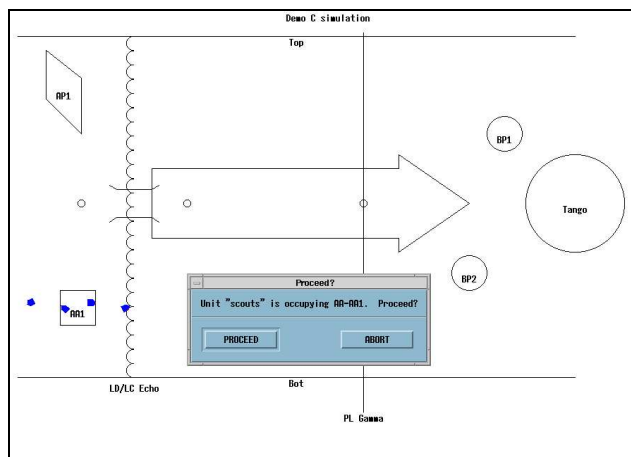 Demo C simulation
Top
AP1
BP1
Tango
BP2
Proceed?
Unit "scouts" is occupying AA-AA1. Proceed?
PROCEED
ABORT
AA1
Bot
LD/LC Echo
PL Gamma